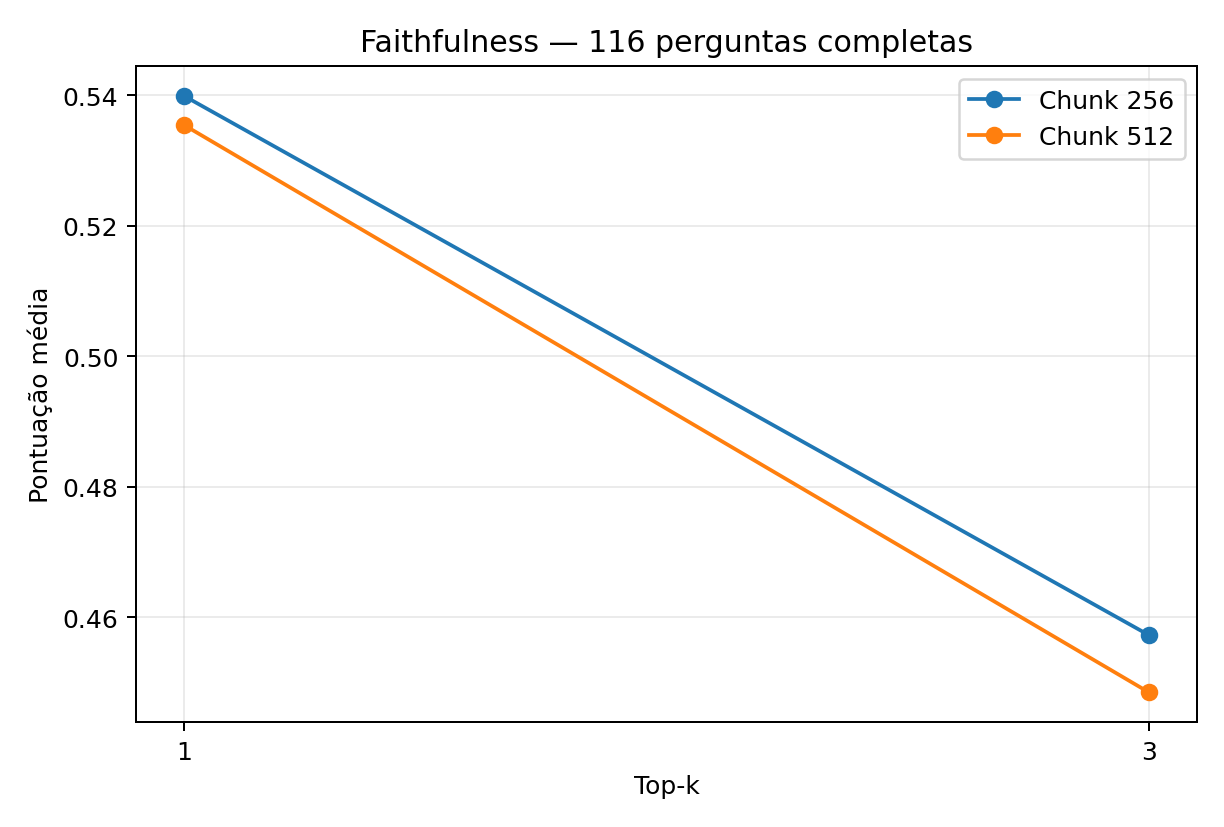 Faithfulness — 116 perguntas completas
Chunk 256
Chunk 512
Pontuação média
0.54
0.52
0.50
0.48
0.46
1
3
Top-k